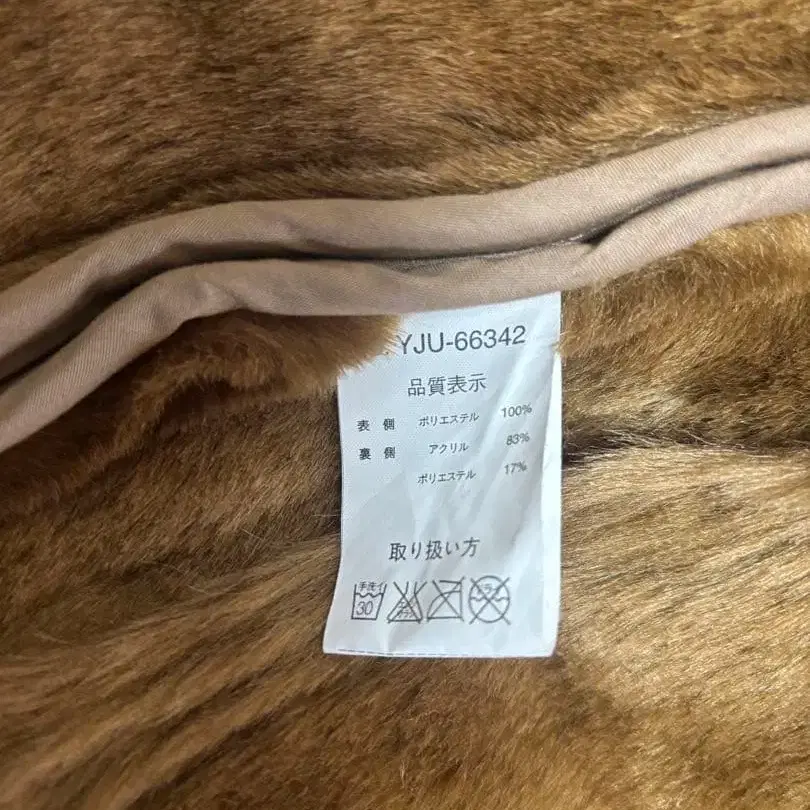 YJU-66342
品質表示
表 側 ポリエステル 100%
裏 側 アクリル 83%
ポリエステル 17%
取り扱い方
手洗イ
30